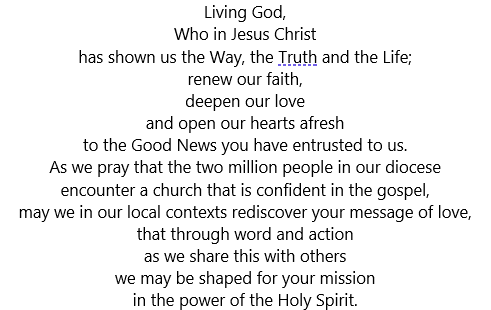 Living God,
Who in Jesus Christ
has shown us the Way, the Truth and the Life;
renew our faith,
deepen our love
and open our hearts afresh
to the Good News you have entrusted to us.
As we pray that the two million people in our diocese
encounter a church that is confident in the gospel,
may we in our local contexts rediscover your message of love,
that through word and action
as we share this with others
we may be shaped for your mission
in the power of the Holy Spirit.